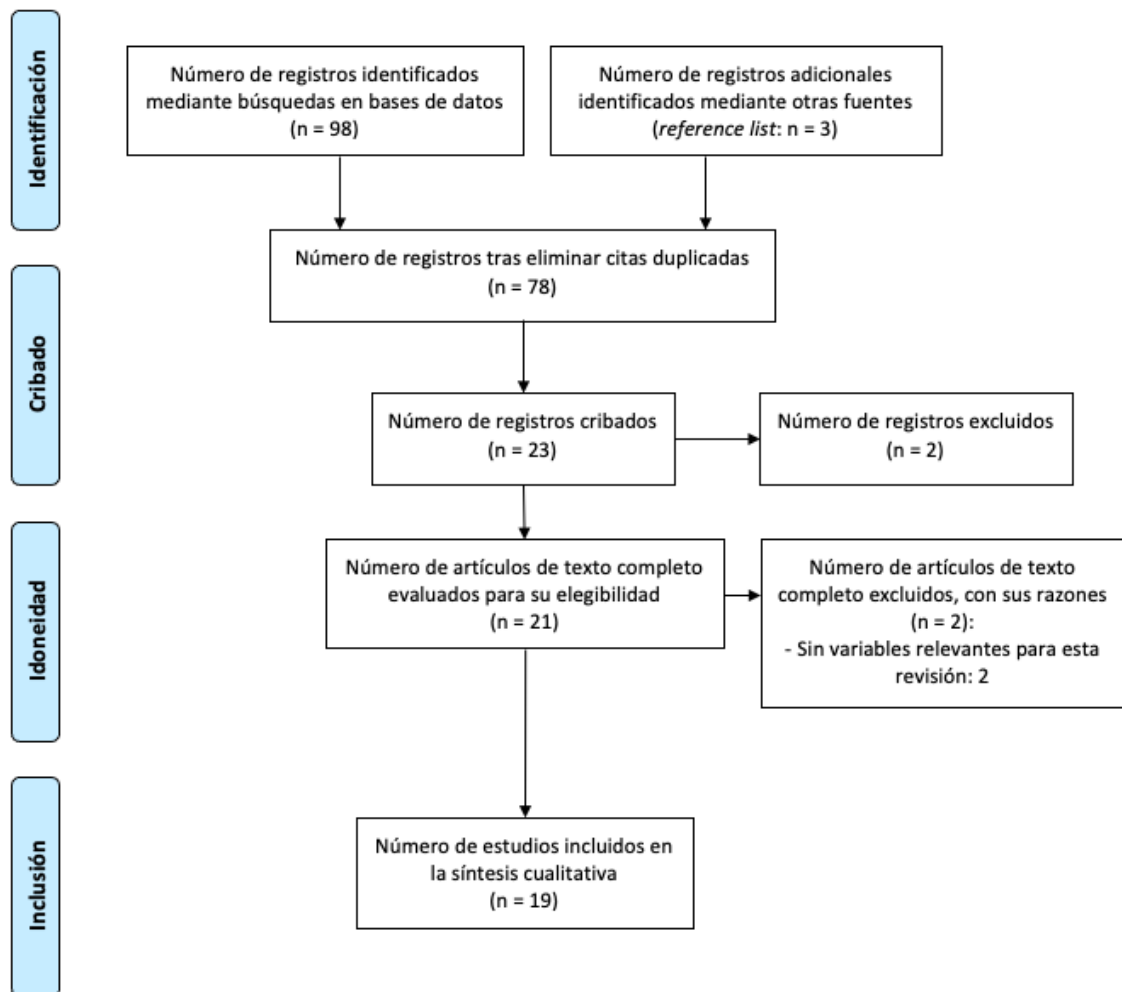 Identificación
Número de registros identificados
mediante búsquedas en bases de datos
(n = 98)
Número de registros adicionales
identificados mediante otras fuentes
(reference list: n = 3)
Número de registros tras eliminar citas duplicadas
(n = 78)
Cribado
Número de registros cribados
(n = 23)
Número de registros excluidos
(n = 2)
Idoneidad
Número de artículos de texto completo
evaluados para su elegibilidad
(n = 21)
Número de artículos de texto
completo excluidos, con sus razones
(n = 2):
- Sin variables relevantes para esta
revisión: 2
Inclusión
Número de estudios incluidos en
la síntesis cualitativa
(n = 19)